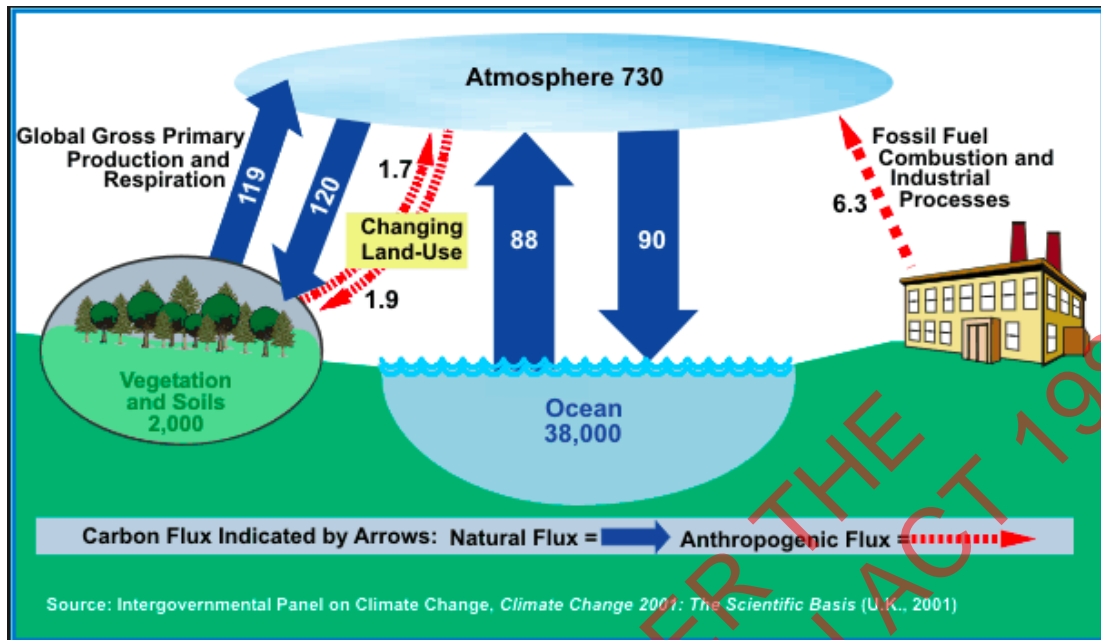 Atmosphere 730
Global Gross Primary
Production and
Respiration
119
120
1.7
Changing
Land-Use
1.9
88
90
Fossil Fuel
Combustion and
Industrial
Processes
6.3
Vegetation
and Soils
2,000
Ocean
38,000
Carbon Flux Indicated by Arrows: Natural Flux = Anthropogenic Flux =
Source: Intergovernmental Panel on Climate Change, Climate Change 2001: The Scientific Basis (U.K., 2001)
THE
ACT 19